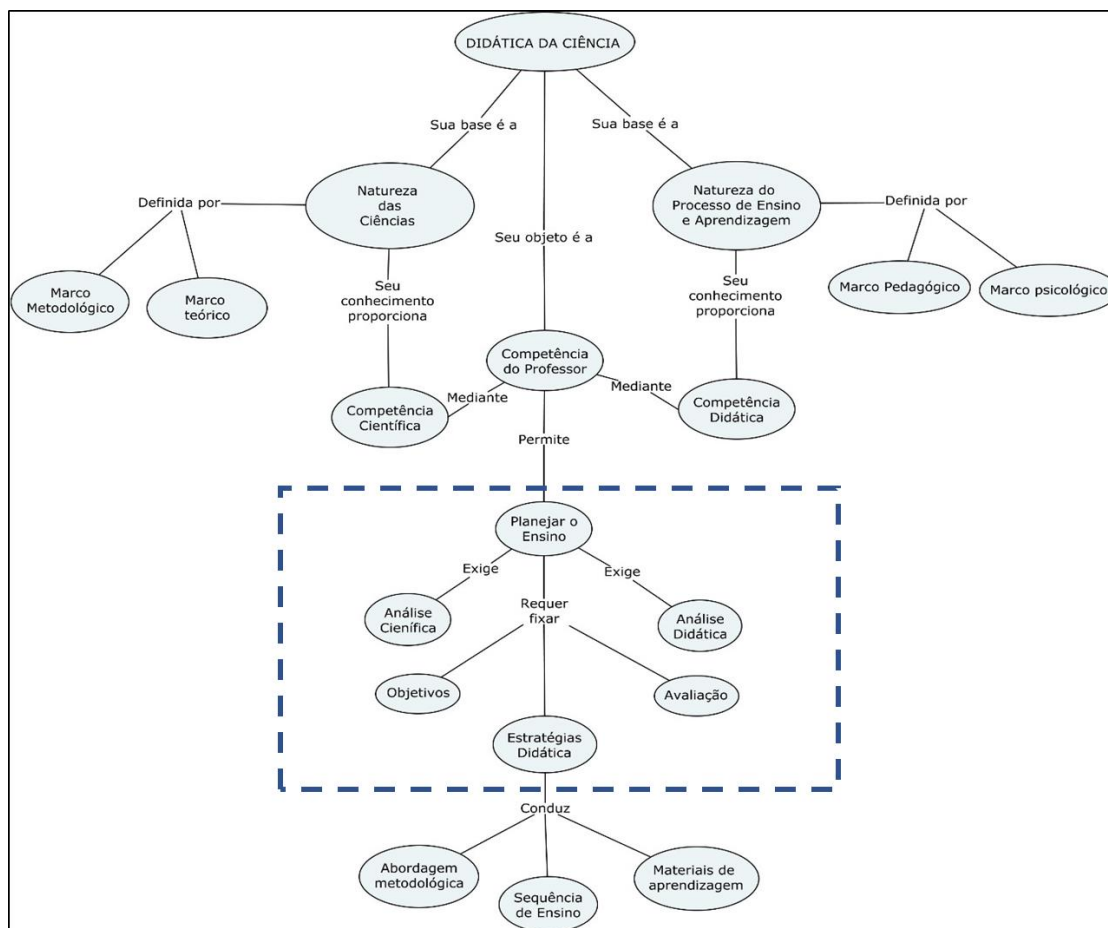 DIDÁTICA DA CIÊNCIA
Sua base é a
Sua base é a
Natureza
das
Ciências
Natureza do
Processo de Ensino
e Aprendizagem
Definida por
Definida por
Seu objeto é a
Marco
Metodológico
Marco
teórico
Seu
conhecimento
proporciona
Seu
conhecimento
proporciona
Marco Pedagógico
Marco psicológico
Competência
do Professor
Mediante
Mediante
Competência
Científica
Competência
Didática
Permite
Planejar o
Ensino
Exige
Exige
Análise
Cienífica
Requer
fixar
Análise
Didática
Objetivos
Avaliação
Estratégias
Didática
Conduz
Abordagem
metodológica
Sequência
de Ensino
Materiais de
aprendizagem